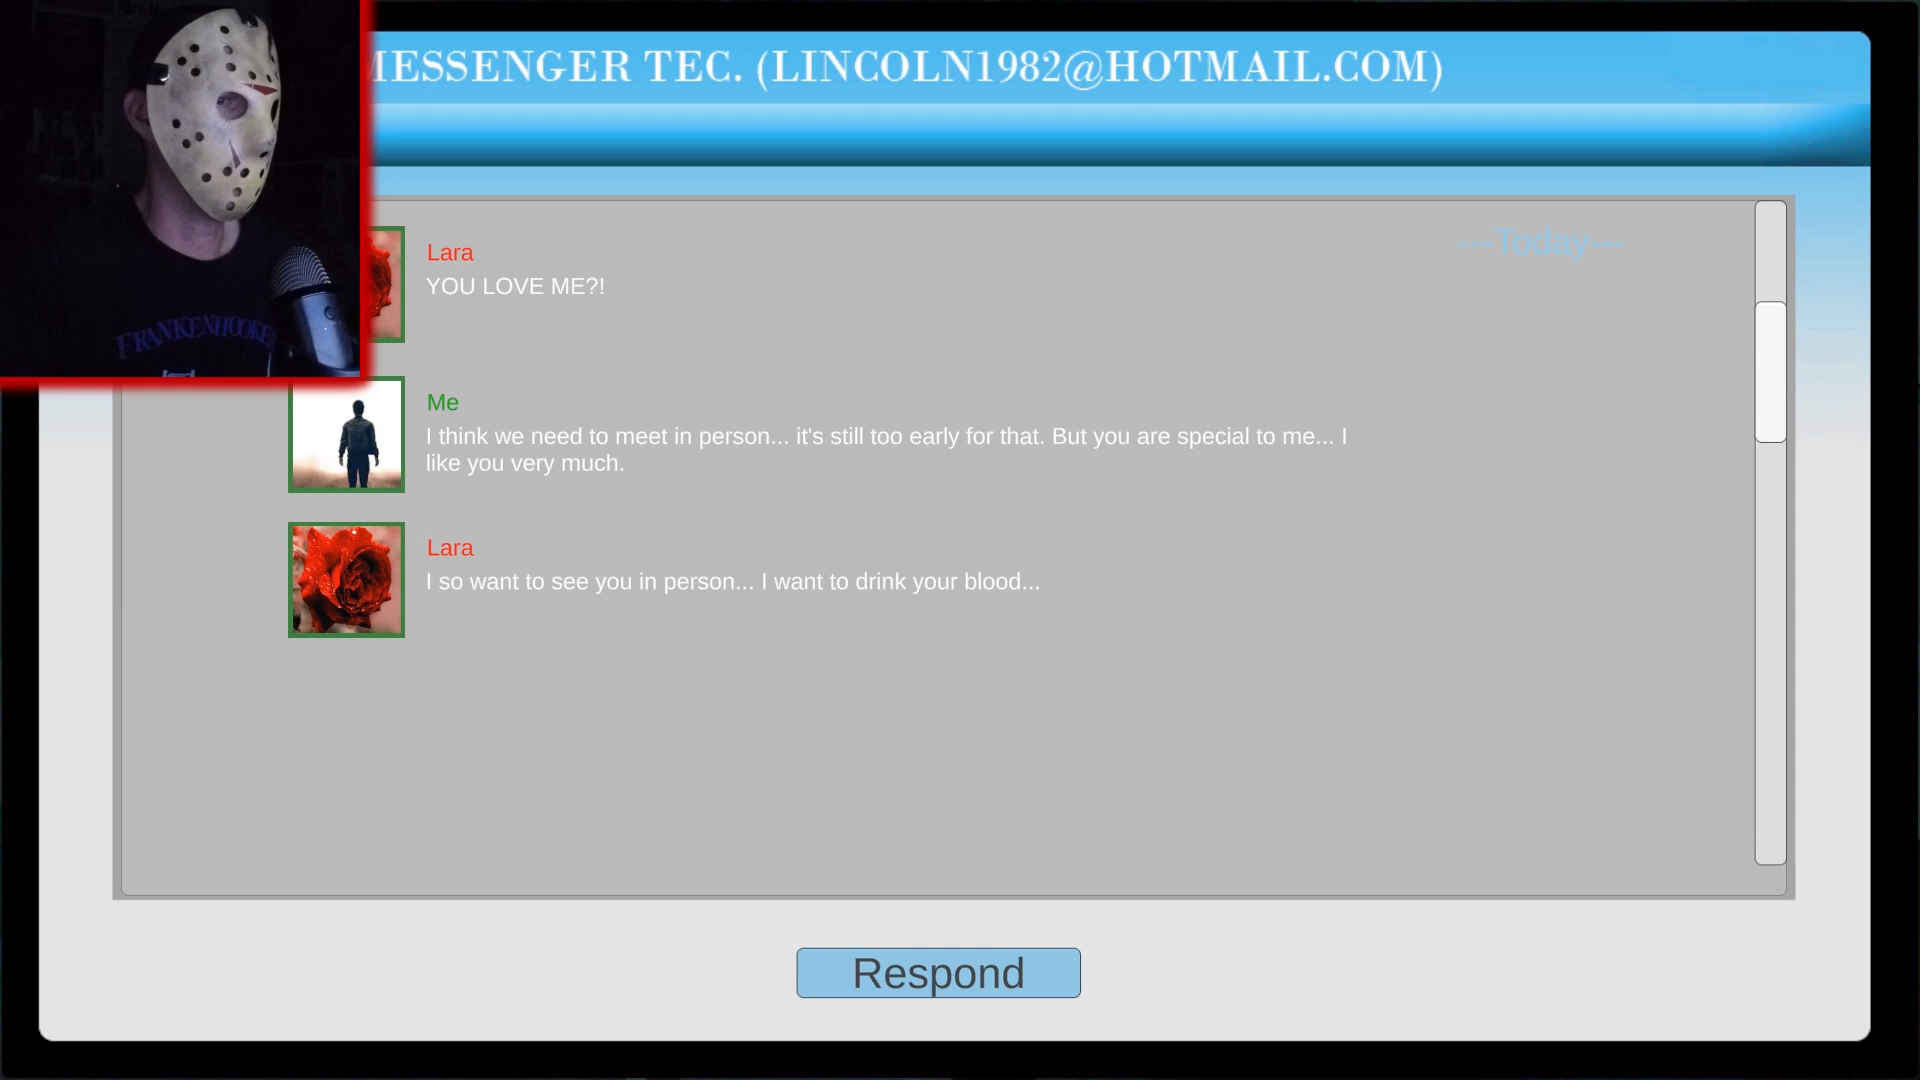 MESSENGER TEC. (LINCOLN1982@HOTMAIL.COM)
---Today---
Lara
YOU LOVE ME?!
Me
I think we need to meet in person... it's still too early for that. But you are special to me... I
like you very much.
Lara
I so want to see you in person... I want to drink your blood...
FRANKENHOOKER
Respond